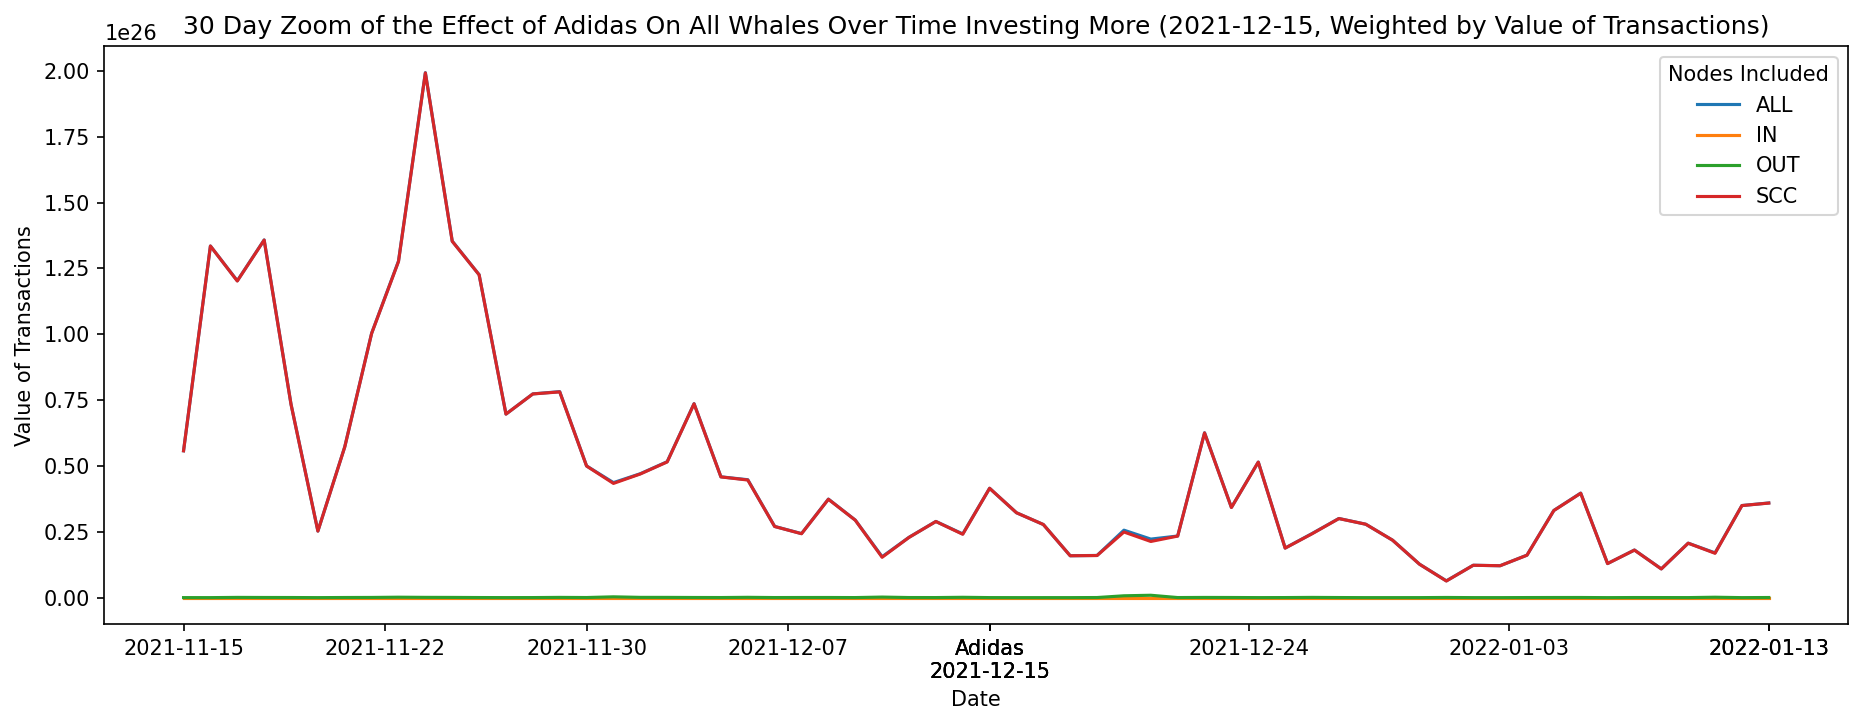 30 Day Zoom of the Effect of Adidas On All Whales Over Time Investing More (2021-12-15, Weighted by Value of Transactions)
1e26
2.00
1.75
1.50
1.25
1.00
0.75
0.50
0.25
0.00
Value of Transactions
Nodes Included
ALL
IN
OUT
SCC
2021-11-15
2021-11-22
2021-11-30
2021-12-07
Adidas
2021-12-15
2021-12-24
2022-01-03
2022-01-13
Date